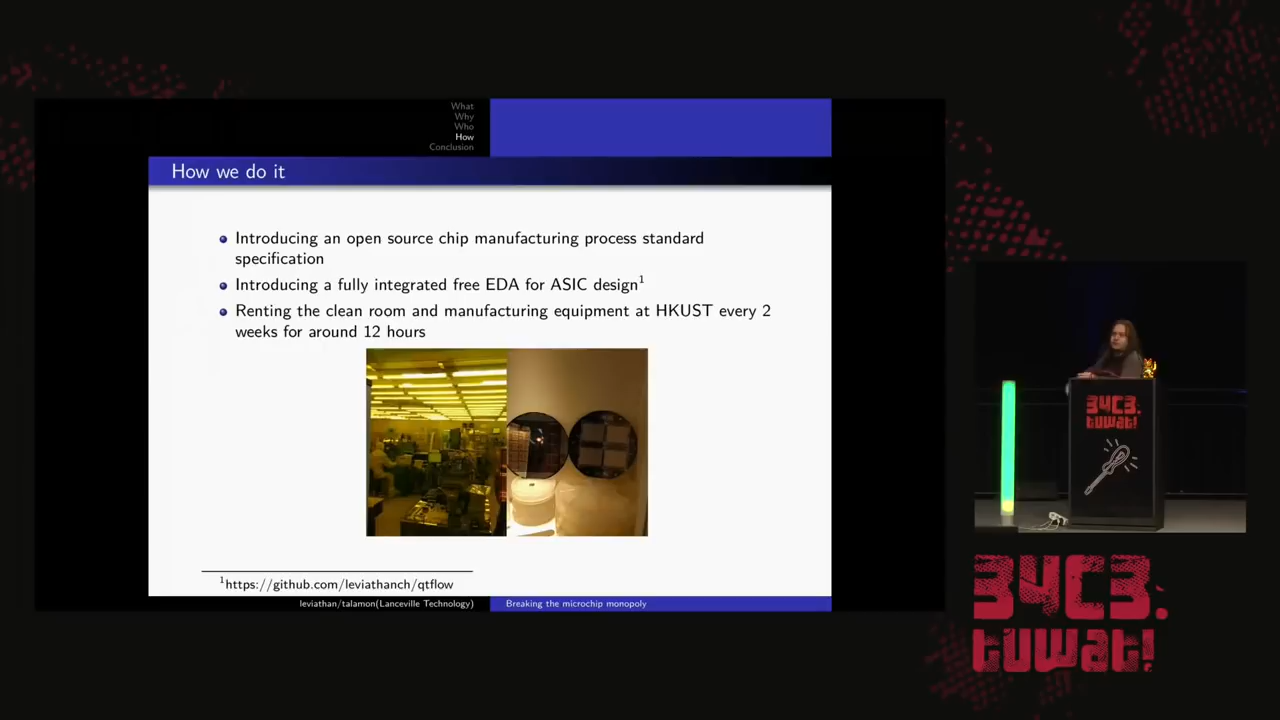 What
Why
Who
How
Conclusion
How we do it
Introducing an open source chip manufacturing process standard
specification
Introducing a fully integrated free EDA for ASIC design1
Renting the clean room and manufacturing equipment at HKUST every 2
weeks for around 12 hours
1https://github.com/leviathanch/qtflow
leviathan/talamon(Lanceville Technology)
Breaking the microchip monopoly
34C3.
tuwat!
34C3.
tuwat!